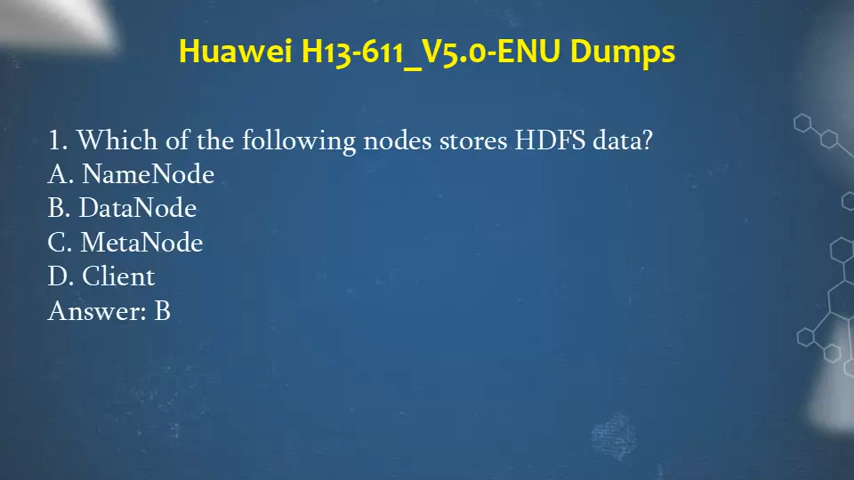 Huawei H13-611_V5.0-ENU Dumps
1. Which of the following nodes stores HDFS data?
A. NameNode
B. DataNode
C. MetaNode
D. Client
Answer: B